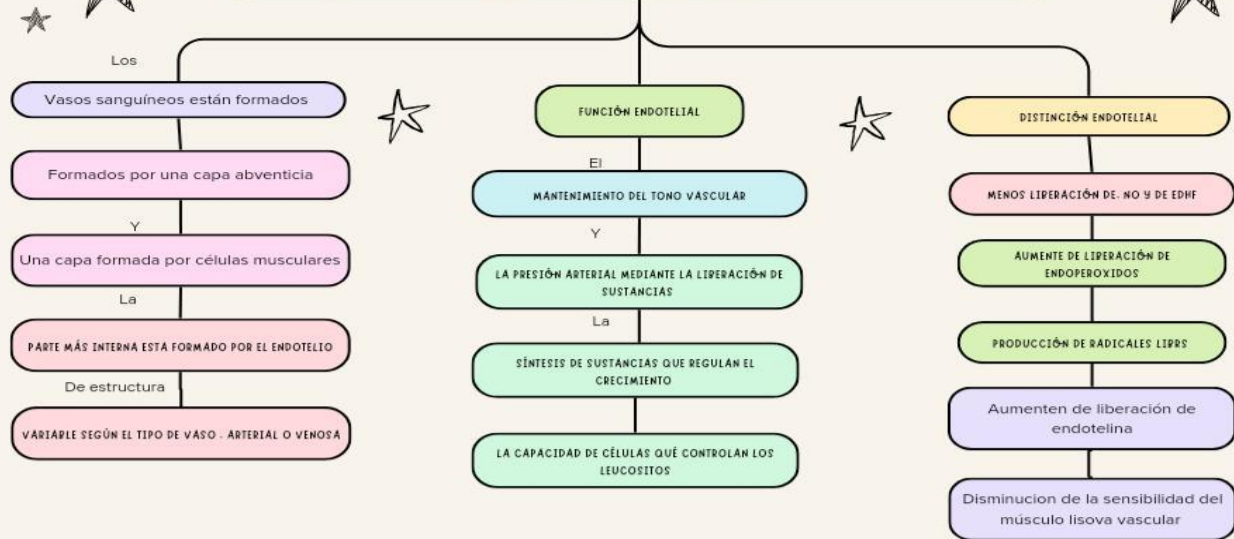 Los
Vasos sanguíneos están formados
Formados por una capa abventicia
Y
Una capa formada por células musculares
La
PARTE MÁS INTERNA ESTA FORMADO POR EL ENDOTELIO
De estructura
VARIABLE SEGÚN EL TIPO DE VASO . ARTERIAL O VENOSA
FUNCIÓN ENDOTELIAL
El
MANTENIMIENTO DEL TONO VASCULAR
Y
LA PRESIÓN ARTERIAL MEDIANTE LA LIBERACIÓN DE
SUSTANCIAS
La
SÍNTESIS DE SUSTANCIAS QUE REGULAN EL
CRECIMIENTO
LA CAPACIDAD DE CÉLULAS QUÉ CONTROLAN LOS
LEUCOSITOS
DISTINCIÓN ENDOTELIAL
MENOS LIBERACIÓN DE. NO Y DE EDHF
AUMENTE DE LIBERACIÓN DE
ENDOPEROXIDOS
PRODUCCIÓN DE RADICALES LIBRS
Aumenten de liberación de
endotelina
Disminucion de la sensibilidad del
músculo lisova vascular